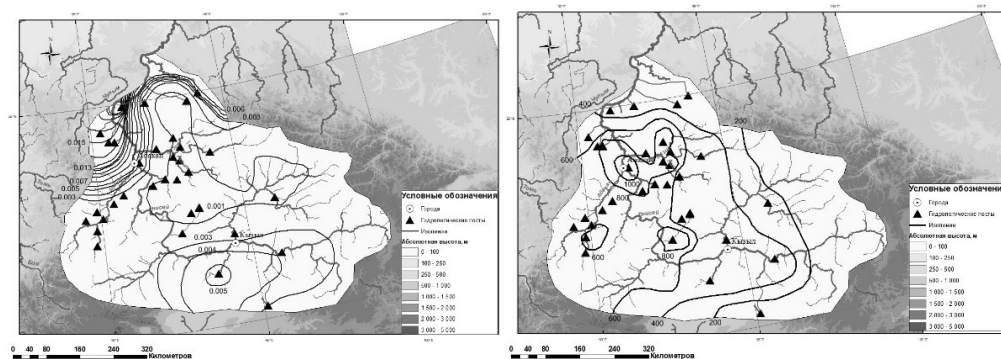 N
0.006
0.003
0.015
0.013
0.007
0.005
0.003
0.001
0.003
0.004
Кызыл
0.005
Условные обозначения
Города
Гидрологические посты
Изолинии
Абсолютная высота, м
0 - 100
100 - 250
250 - 500
500 - 1 000
1 000 - 1 500
1 500 - 2 000
2 000 - 3 000
3 000 - 5 000
0 40 80 160 240 320
Километров
N
400
200
600
1000
800
800
Кызыл
600
600
400
200
Условные обозначения
Города
Гидрологические посты
Изолинии
Абсолютная высота, м
0 - 100
100 - 250
250 - 500
500 - 1 000
1 000 - 1 500
1 500 - 2 000
2 000 - 3 000
3 000 - 5 000
0 40 80 160 240 320
Километров